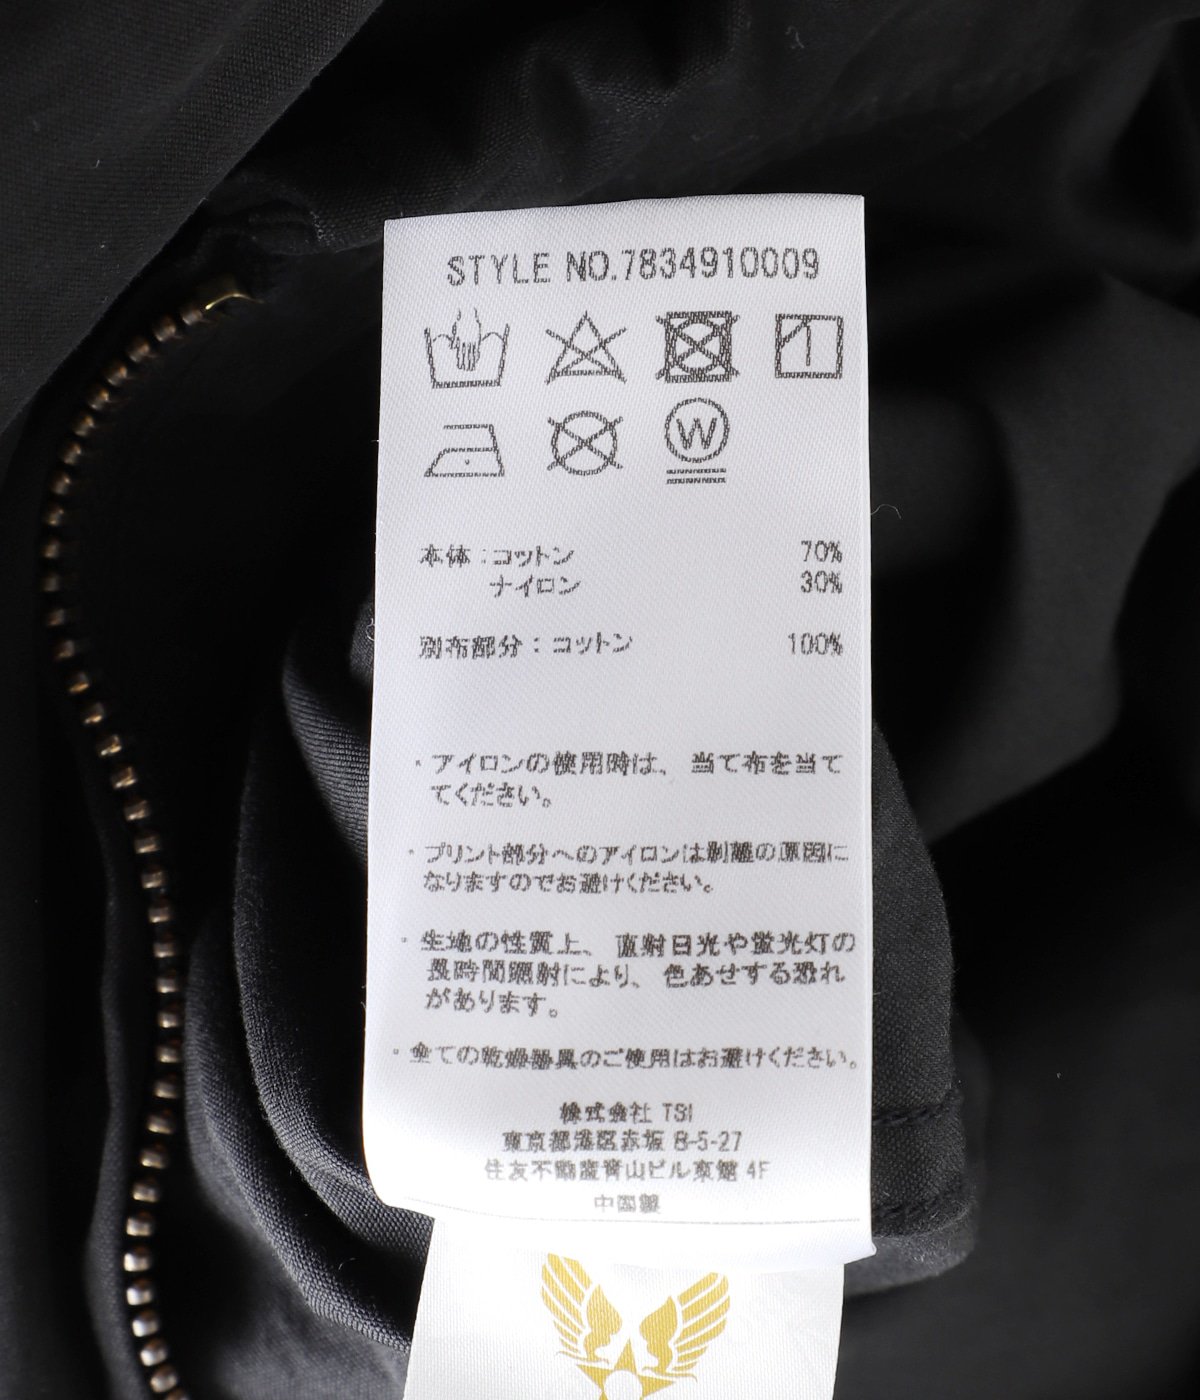 STYLE NO.7834910009
W
本体：コットン 70%
ナイロン 30%
別布部分：コットン 100%
・アイロンの使用時は、当て布を当て
てください。
・プリント部分へのアイロンは剥離の原因に
なりますのでお避けください。
・生地の性質上、直射日光や蛍光灯の
長時間照射により、色あせする恐れ
があります。
・全ての乾燥器具のご使用はお避けください。
株式会社 TSI
東京都港区赤坂 8-5-27
住友不動産青山ビル東館 4F
中国製